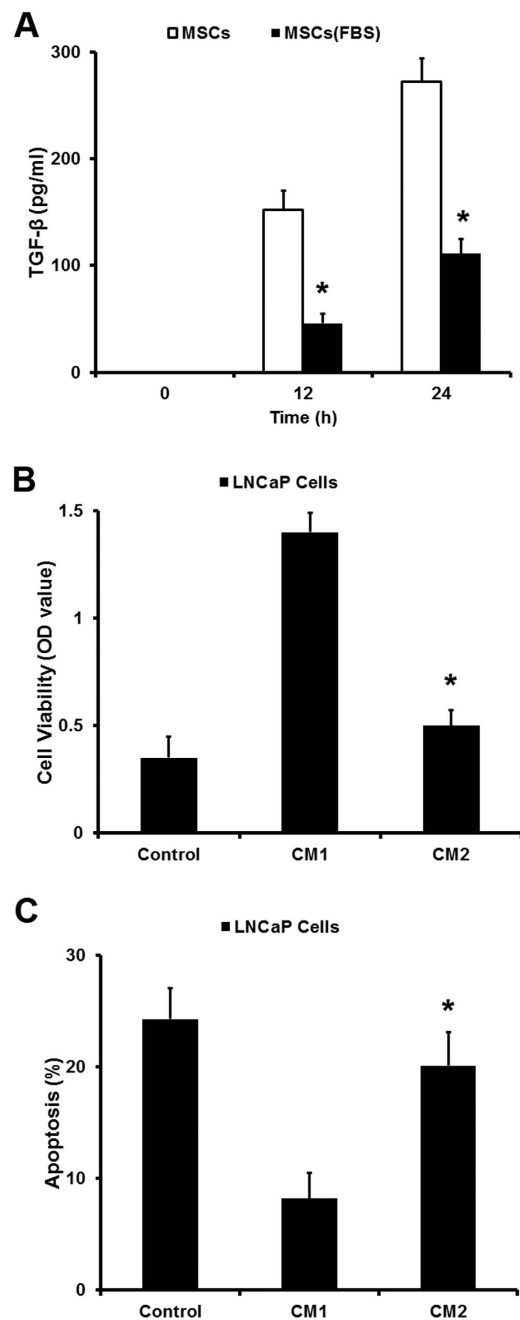 A
MSCs MSCs(FBS)
TGF-β (pg/ml)
300
200
100
0
0 12 24
Time (h)
*
*
B
LNCaP Cells
Cell Viability (OD value)
1.5
1
0.5
0
*
Control CM1 CM2
C
LNCaP Cells
Apoptosis (%)
30
20
10
0
*
Control CM1 CM2